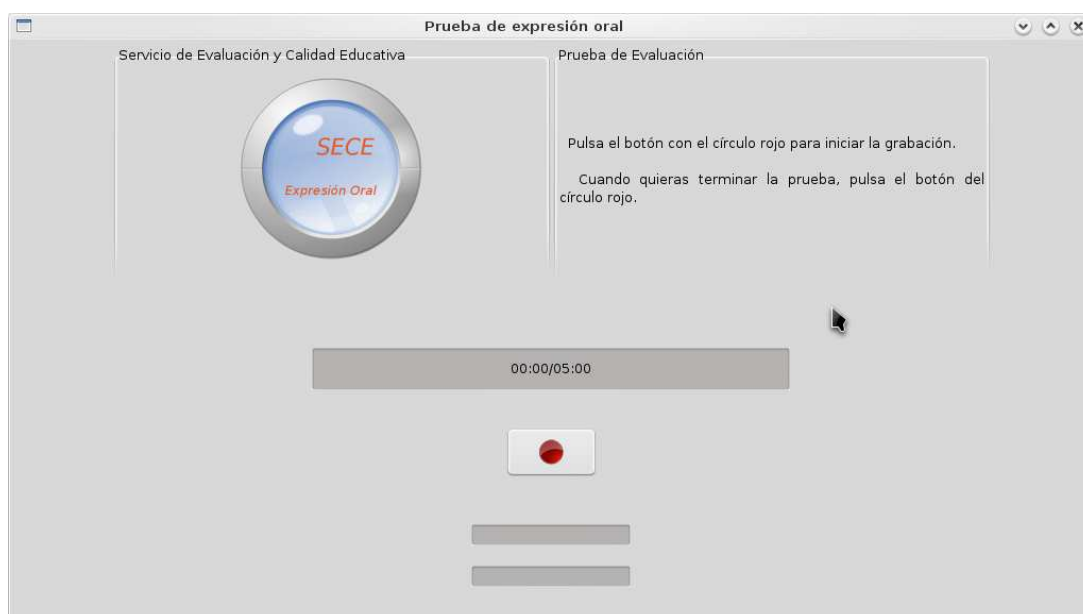 Prueba de expresión oral
Servicio de Evaluación y Calidad Educativa
SECE
Expresión Oral
Prueba de Evaluación
Pulsa el botón con el círculo rojo para iniciar la grabación.
Cuando quieras terminar la prueba, pulsa el botón del
círculo rojo.
00:00/05:00